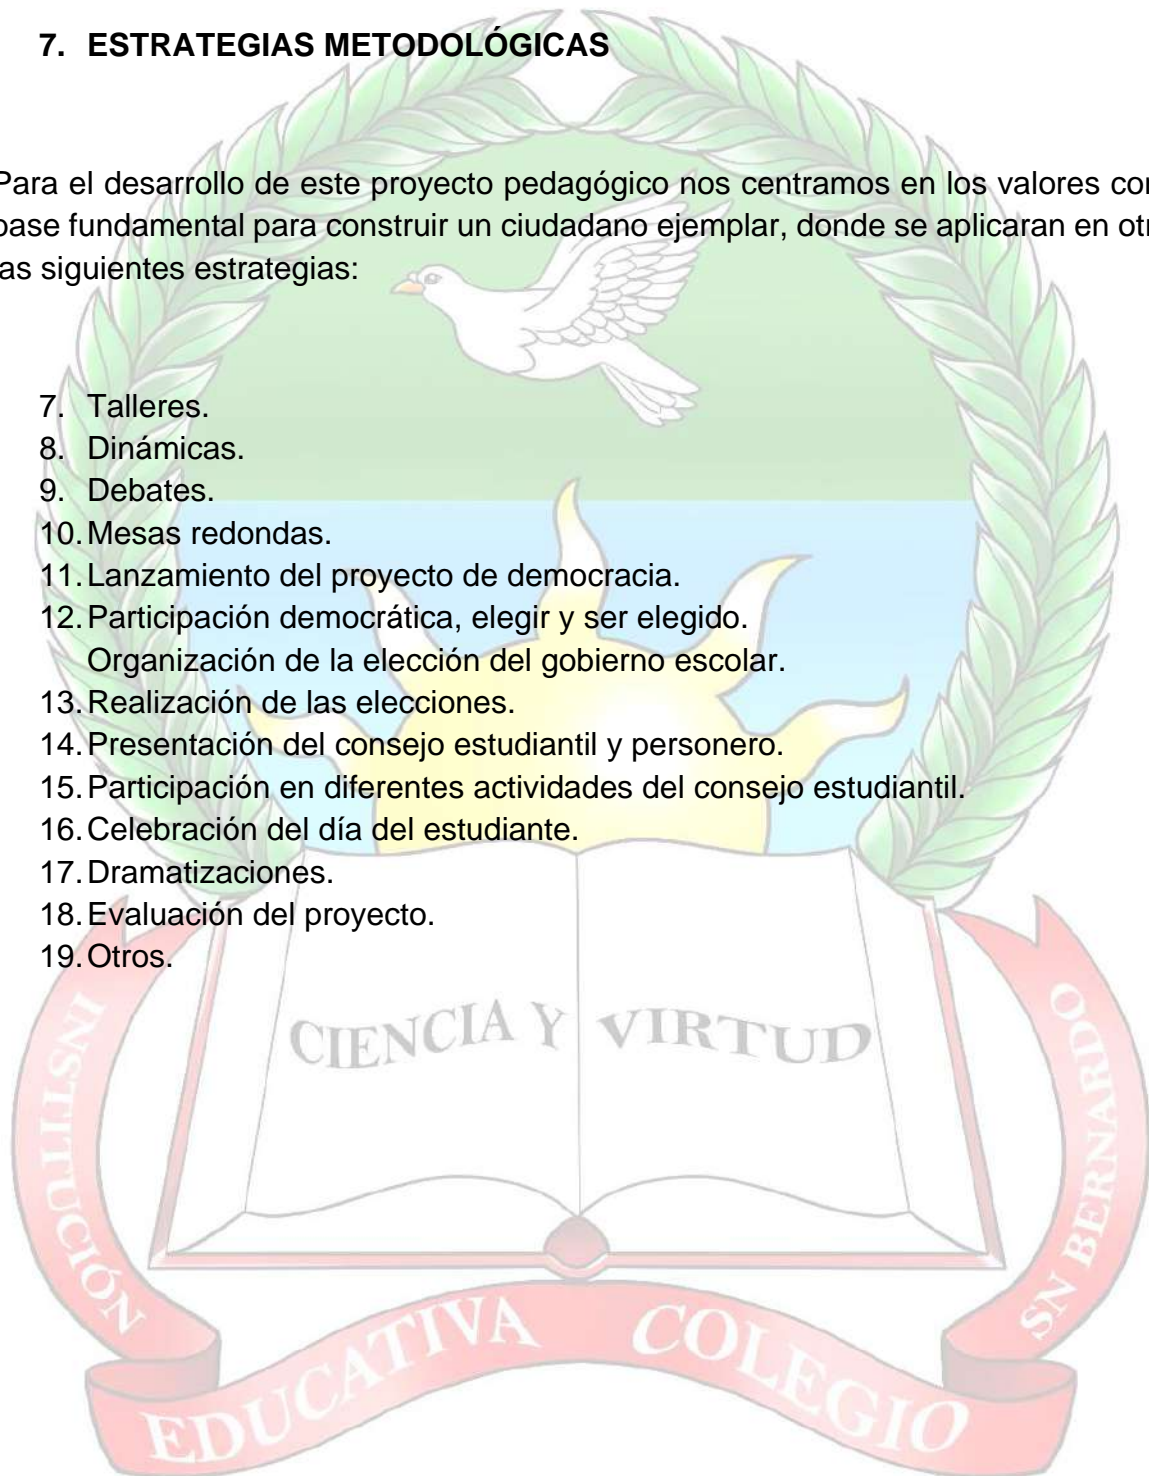 7. ESTRATEGIAS METODOLÓGICAS
Para el desarrollo de este proyecto pedagógico nos centramos en los valores
base fundamental para construir un ciudadano ejemplar, donde se aplicaran en
las siguientes estrategias:
7. Talleres.
8. Dinámicas.
9. Debates.
10. Mesas redondas.
11. Lanzamiento del proyecto de democracia.
12. Participación democrática, elegir y ser elegido.
Organización de la elección del gobierno escolar.
13. Realización de las elecciones.
14. Presentación del consejo estudiantil y personero.
15. Participación en diferentes actividades del consejo estudiantil.
16. Celebración del día del estudiante.
17. Dramatizaciones.
18. Evaluación del proyecto.
19. Otros.
CIENCIA Y VIRTUD
INSTITUCIÓN
EDUCATIVA COLEGIO
SN BERNARDO